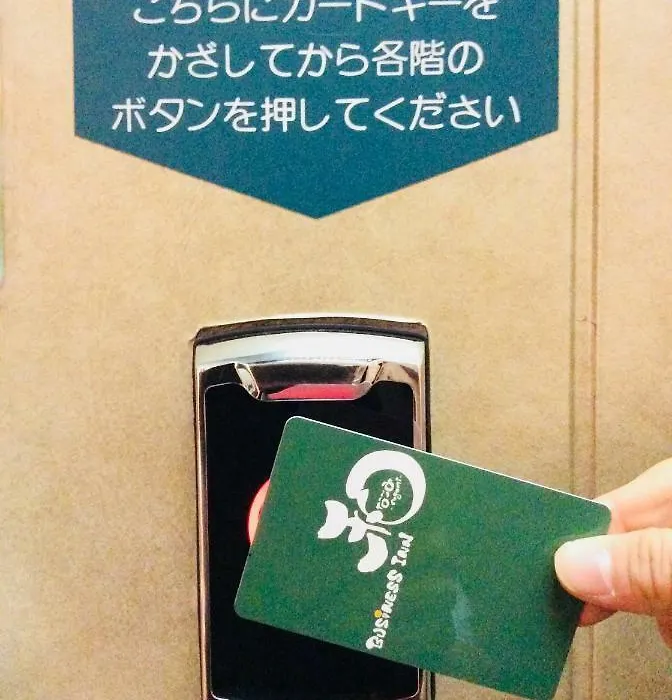 こちらにカードキーを
かざしてから各階の
ボタンを押してください
和
BUSINESS INN